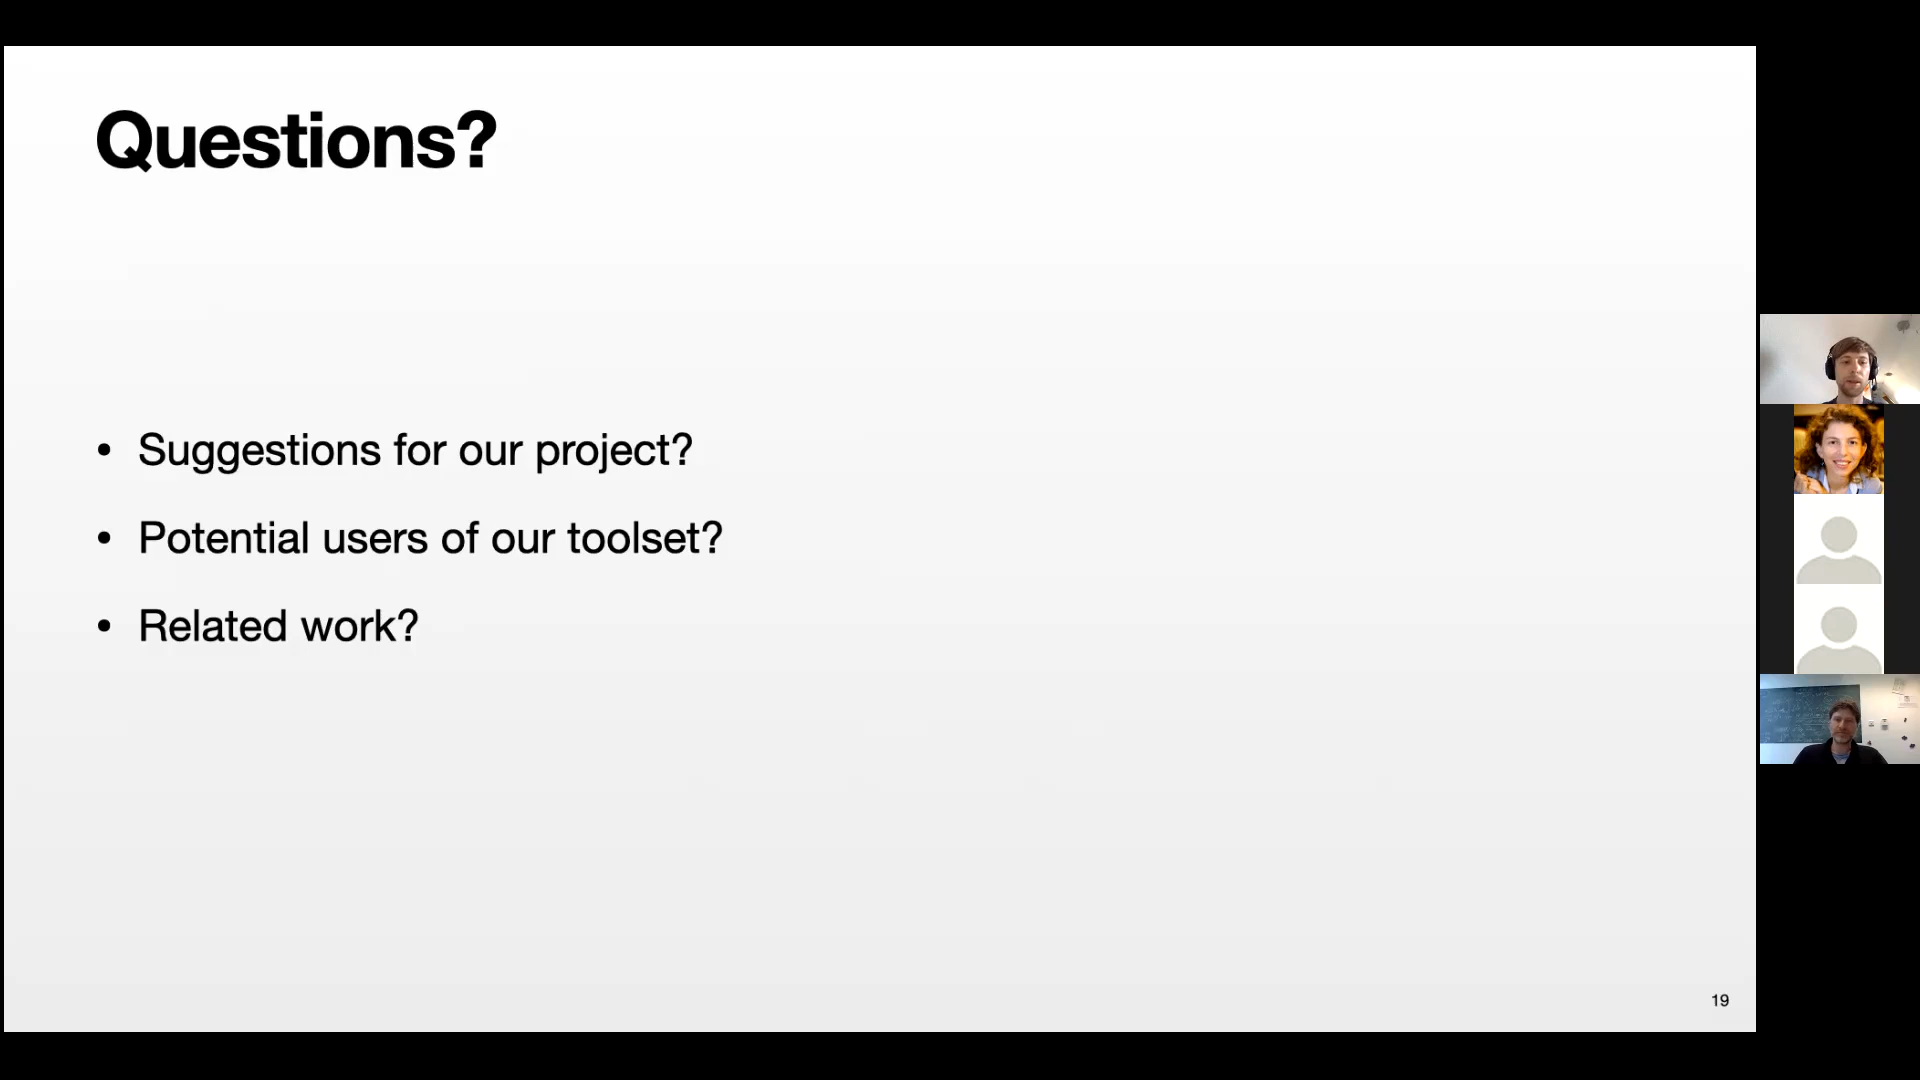 Questions?
• Suggestions for our project?
• Potential users of our toolset?
• Related work?
19